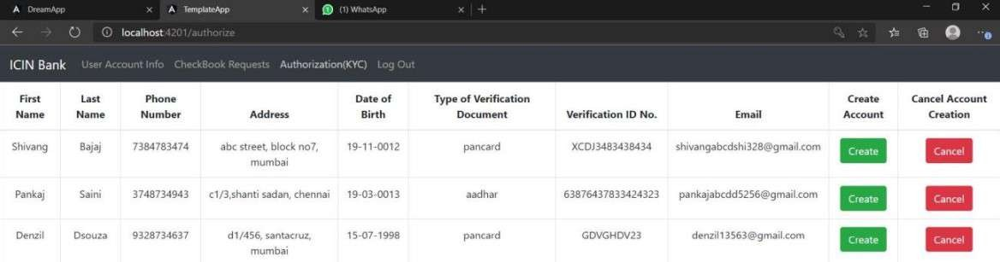 DreamApp TemplateApp (1) WhatsApp
localhost:4201/authorize
ICIN Bank User Account Info CheckBook Requests Authorization(KYC) Log Out
First Last Phone Date of Type of Verification Create Cancel Account
Name Name Number Address Birth Document Verification ID No. Email Account Creation
Shivang Bajaj 7384783474 abc street, block no7, 19-11-0012 pancard XCDJ3483438434 shivangabcdshi328@gmail.com Create Cancel
mumbai
Pankaj Saini 3748734943 c1/3,shanti sadan, chennai 19-03-0013 aadhar 63876437833424323 pankajabcdd5256@gmail.com Create Cancel
Denzil Dsouza 9328734637 d1/456, santacruz, 15-07-1998 pancard GDVGHDV23 denzil13563@gmail.com Create Cancel
mumbai